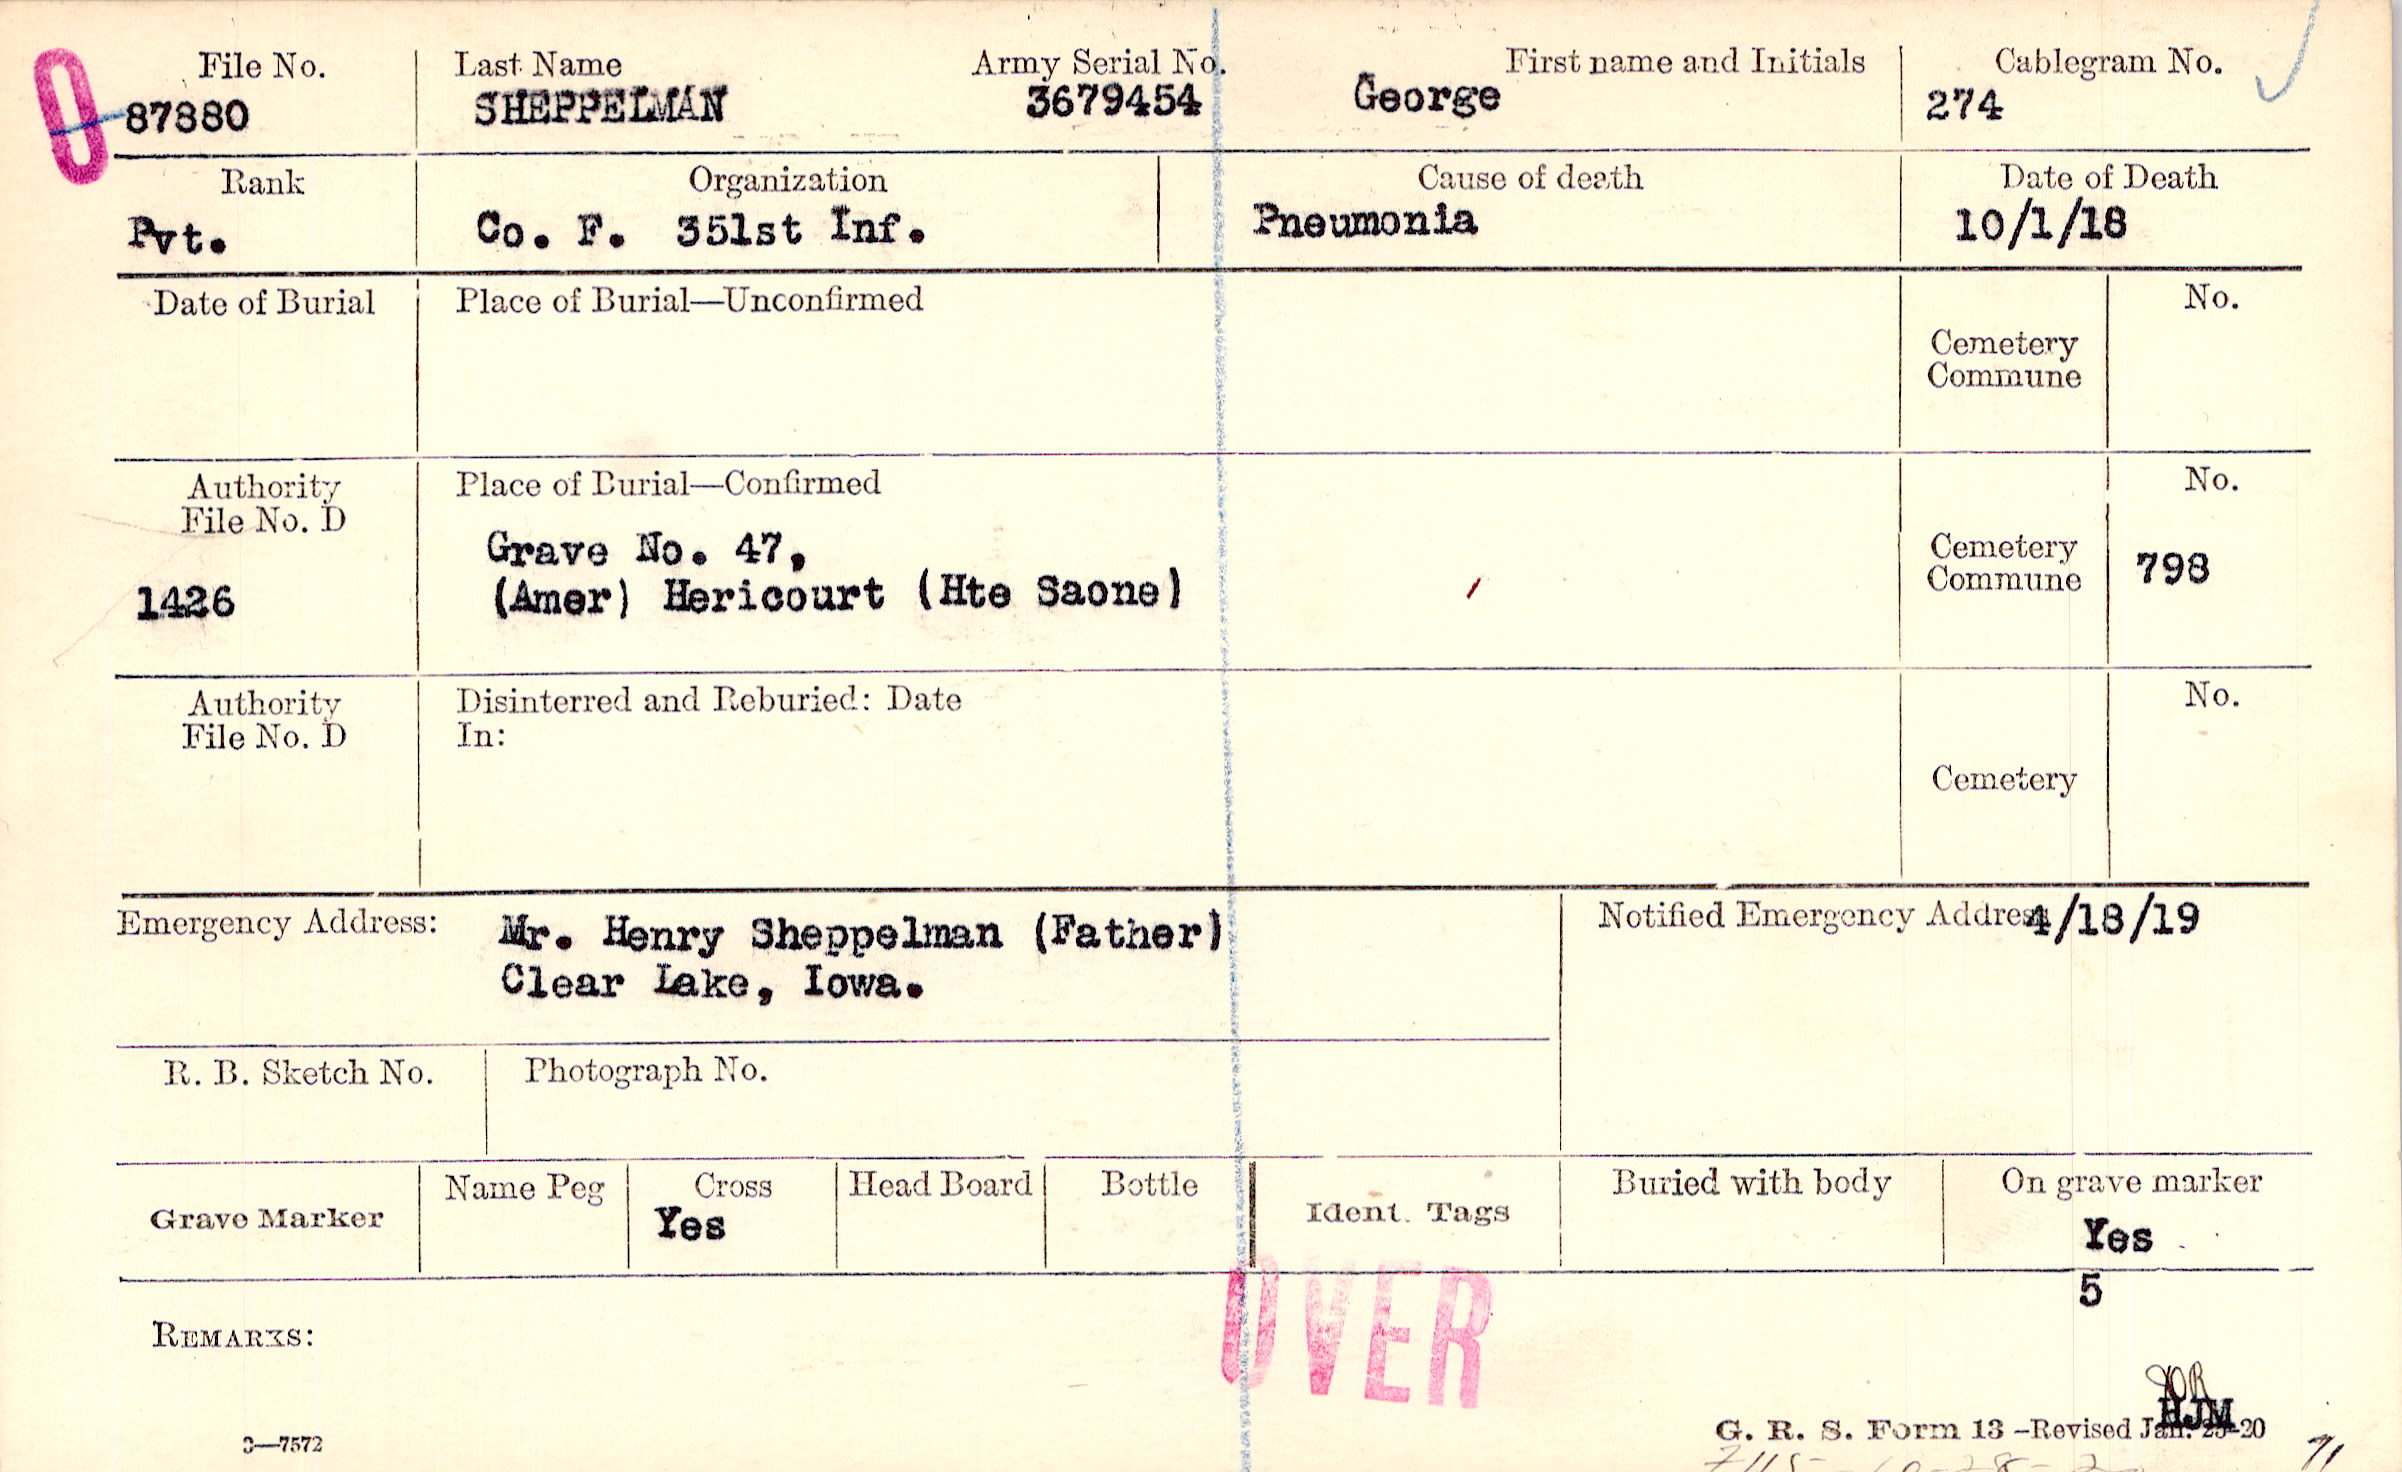 File No. Last Name Army Serial No. First name and Initials Cablegram No.
0 87880 SHEPPELMAN 3679454 George 274
Rank Organization Cause of death Date of Death
Pvt. Co. F. 351st Inf. Pneumonia 10/1/18
Date of Burial Place of Burial—Unconfirmed No.
Cemetery
Commune
Authority Place of Burial—Confirmed No.
File No. D
Grave No. 47, Cemetery
1426 (Amer) Hericourt (Hte Saone) Commune 798
Authority Disinterred and Reburied: Date No.
File No. D In:
Cemetery
Emergency Address: Mr. Henry Sheppelman (Father) Notified Emergency Address 4/18/19
Clear Lake, Iowa.
R. B. Sketch No. Photograph No.
Name Peg Cross Head Board Bottle Buried with body On grave marker
Grave Marker Yes Ident. Tags Yes
5
OVER
REMARKS:
HJM
3—7572 G. R. S. Form 13 –Revised Jan. 25–20